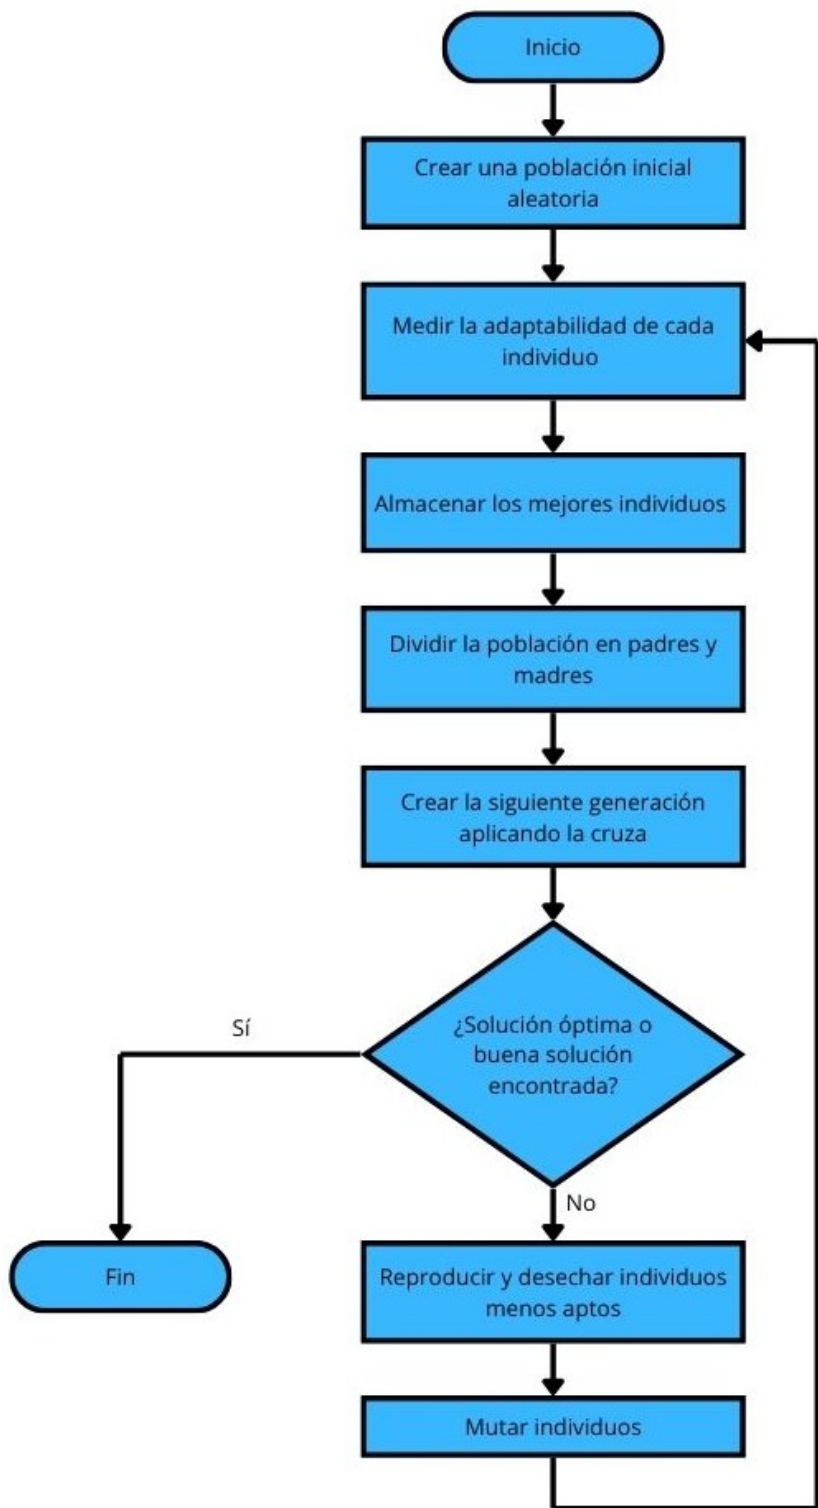 Inicio
Crear una población inicial
aleatoria
Medir la adaptabilidad de cada
individuo
Almacenar los mejores individuos
Dividir la población en padres y
madres
Crear la siguiente generación
aplicando la cruza
¿Solución óptima o
buena solución
encontrada?
Sí
No
Fin
Reproducir y desechar individuos
menos aptos
Mutar individuos